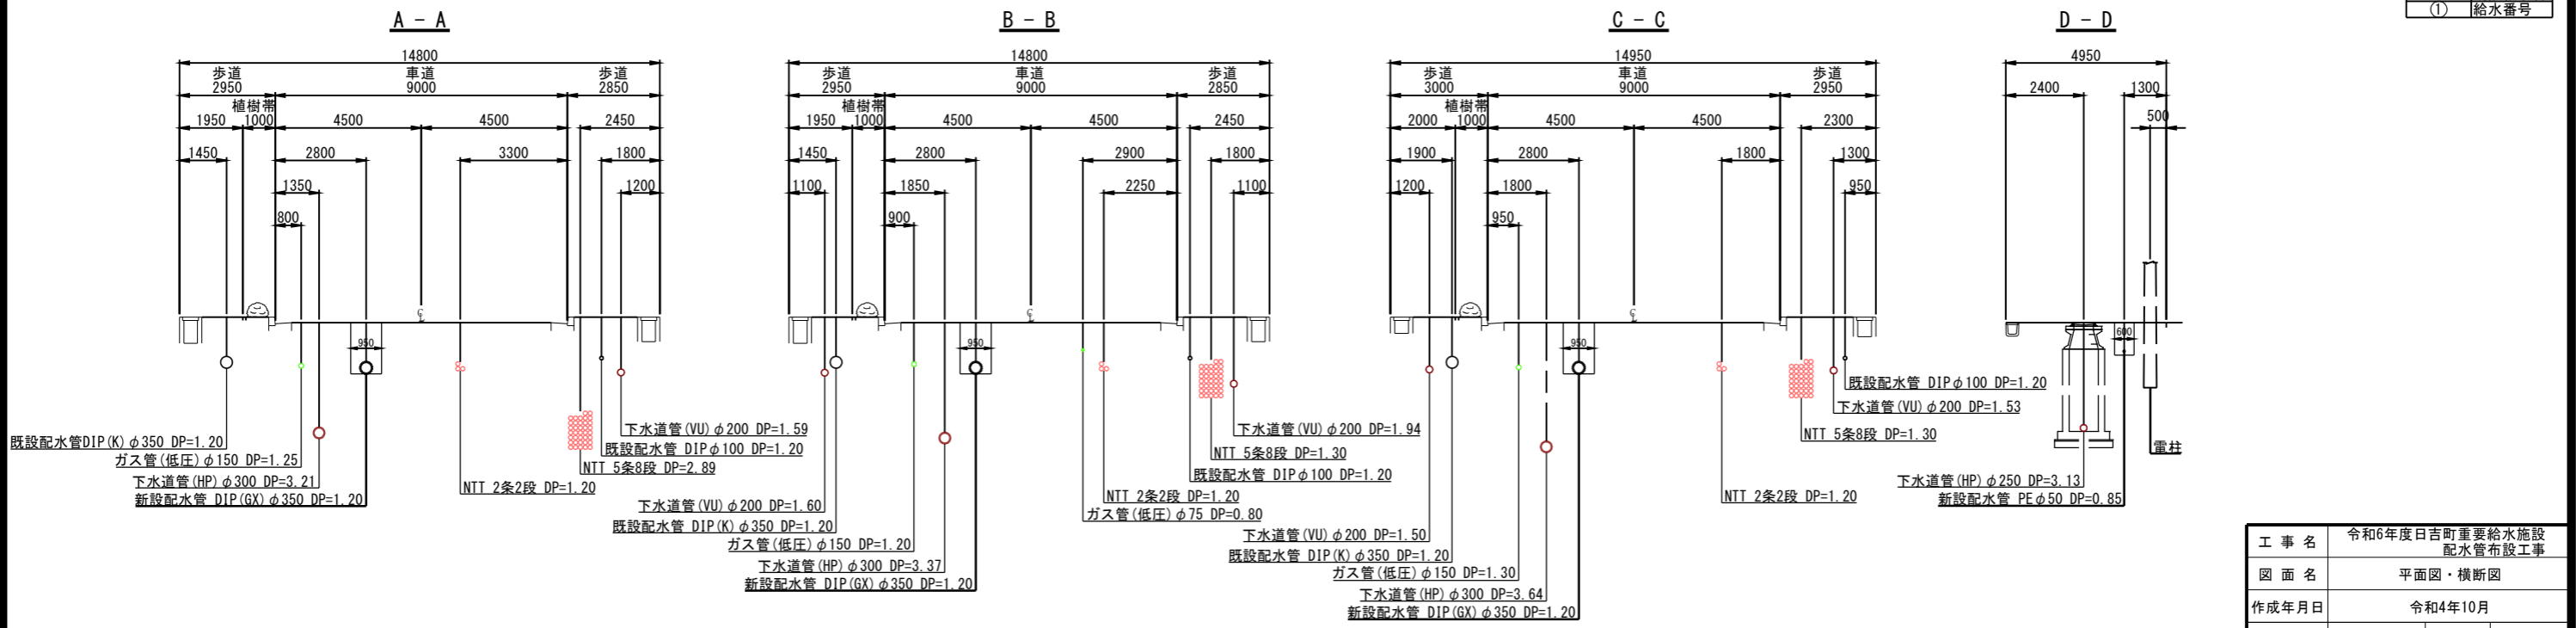 ① 給水番号
A - A
14800
歩道 車道 歩道
2950 9000 2850
植樹帯
1950 1000 4500 4500 2450
1450 2800 3300 1800
1350 1200
800
℄
950
既設配水管DIP(K)φ350 DP=1.20
ガス管(低圧)φ150 DP=1.25
下水道管(HP)φ300 DP=3.21
新設配水管 DIP(GX)φ350 DP=1.20
下水道管(VU)φ200 DP=1.59
既設配水管 DIPφ100 DP=1.20
NTT 5条8段 DP=2.89
NTT 2条2段 DP=1.20
B - B
14800
歩道 車道 歩道
2950 9000 2850
植樹帯
1950 1000 4500 4500 2450
1450 2800 2900 1800
1100 1850 2250 1100
900
℄
950
下水道管(VU)φ200 DP=1.94
NTT 5条8段 DP=1.30
既設配水管 DIPφ100 DP=1.20
NTT 2条2段 DP=1.20
ガス管(低圧)φ75 DP=0.80
下水道管(VU)φ200 DP=1.60
既設配水管 DIP(K)φ350 DP=1.20
ガス管(低圧)φ150 DP=1.20
下水道管(HP)φ300 DP=3.37
新設配水管 DIP(GX)φ350 DP=1.20
C - C
14950
歩道 車道 歩道
3000 9000 2950
植樹帯
2000 1000 4500 4500 2300
1900 2800 1800 1300
1200 1800 950
950
℄
950
既設配水管 DIPφ100 DP=1.20
下水道管(VU)φ200 DP=1.53
NTT 5条8段 DP=1.30
NTT 2条2段 DP=1.20
下水道管(VU)φ200 DP=1.50
既設配水管 DIP(K)φ350 DP=1.20
ガス管(低圧)φ150 DP=1.30
下水道管(HP)φ300 DP=3.64
新設配水管 DIP(GX)φ350 DP=1.20
D - D
4950
2400 1300
500
600
電柱
下水道管(HP)φ250 DP=3.13
新設配水管 PEφ50 DP=0.85
工事名 令和6年度日吉町重要給水施設
配水管布設工事
図面名 平面図・横断図
作成年月日 令和4年10月